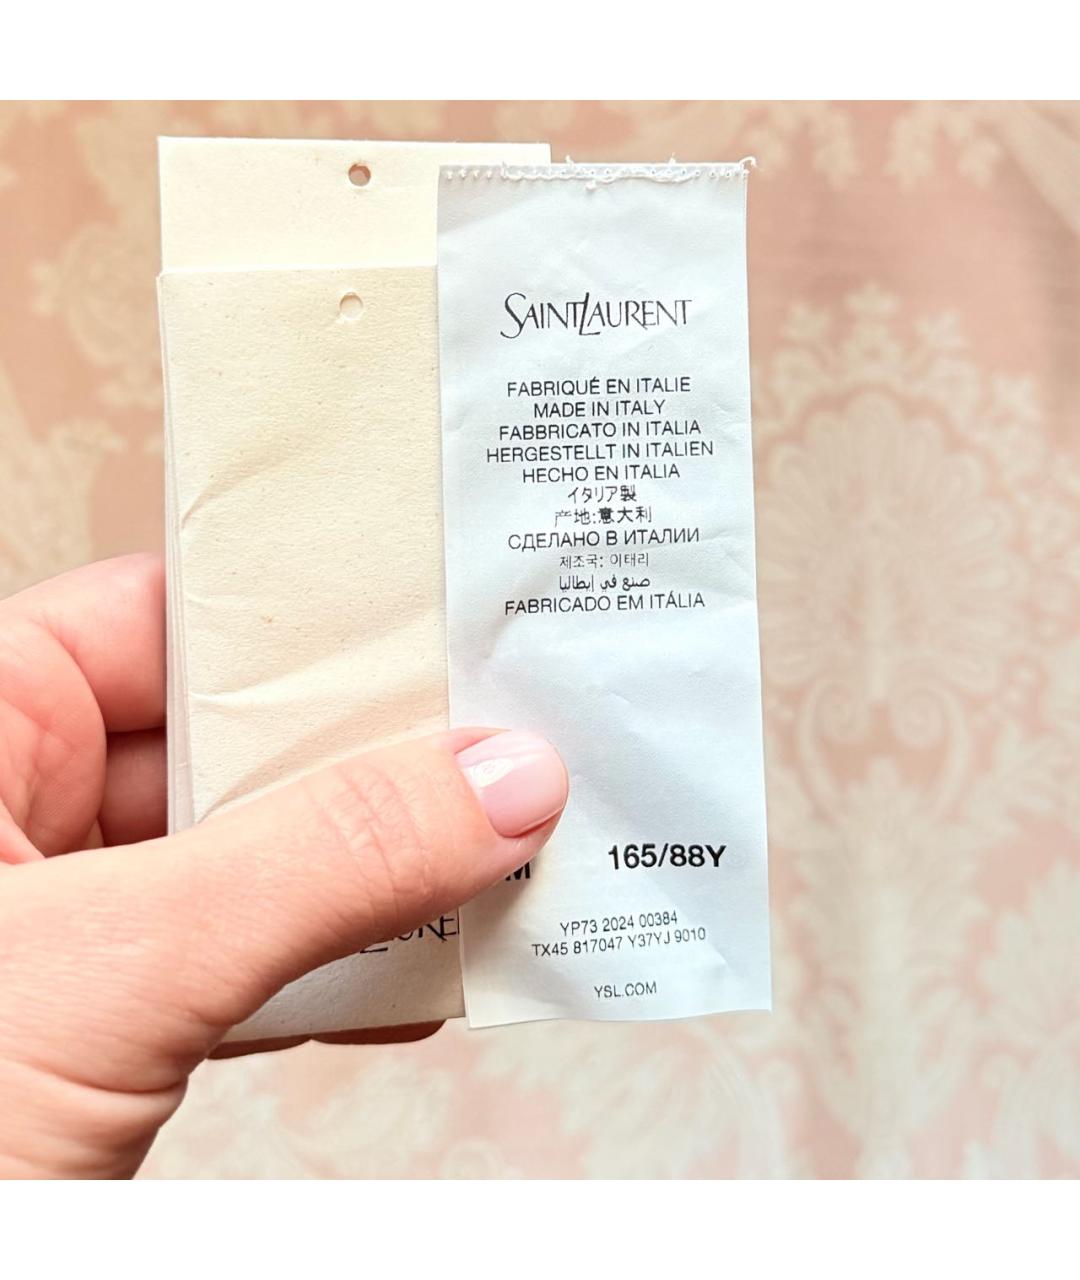 SAINT LAURENT
FABRIQUÉ EN ITALIE
MADE IN ITALY
FABBRICATO IN ITALIA
HERGESTELLT IN ITALIEN
HECHO EN ITALIA
イタリア製
产地:意大利
СДЕЛАНО В ИТАЛИИ
제조국: 이태리
صنع في إيطاليا
FABRICADO EM ITÁLIA
M 165/88Y
YP73 2024 00384
TX45 817047 Y37YJ 9010
YSL.COM